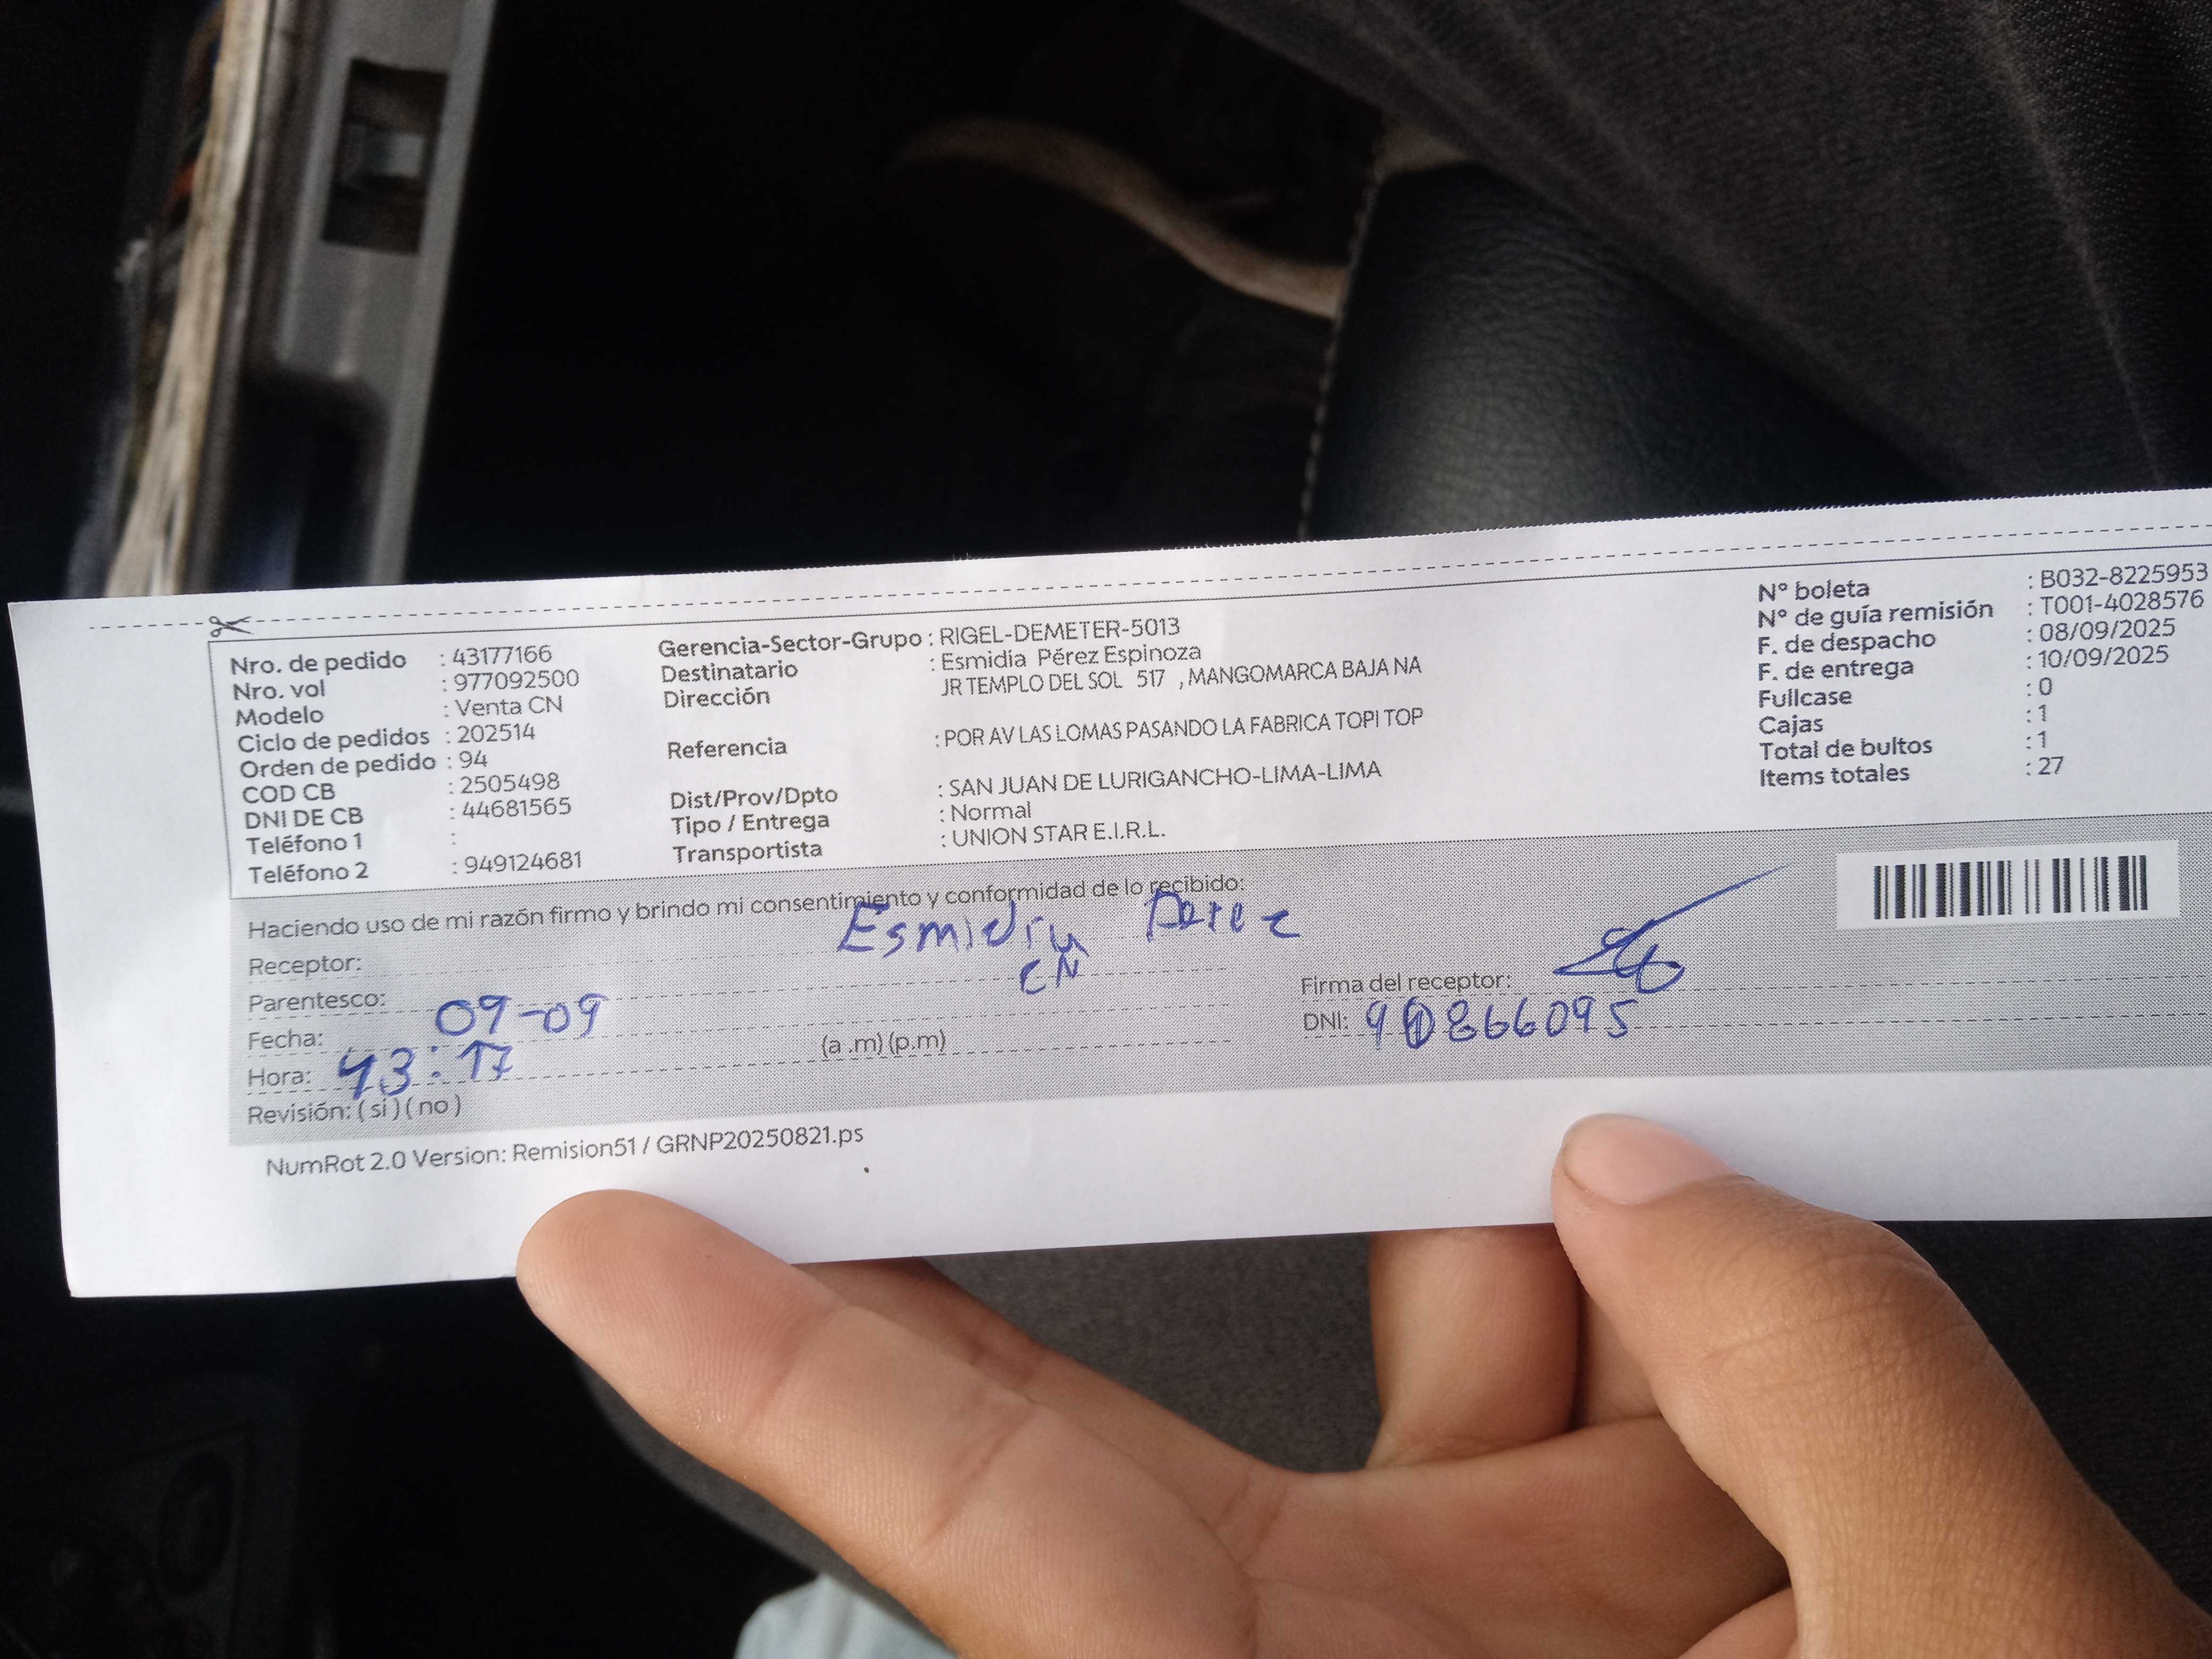 Nro. de pedido : 43177166
Nro. vol : 977092500
Modelo : Venta CN
Ciclo de pedidos : 202514
Orden de pedido : 94
COD CB : 2505498
DNI DE CB : 44681565
Teléfono 1 :
Teléfono 2 : 949124681
Gerencia-Sector-Grupo : RIGEL-DEMETER-5013
Destinatario : Esmidia Pérez Espinoza
Dirección JR TEMPLO DEL SOL 517 , MANGOMARCA BAJA NA
Referencia : POR AV LAS LOMAS PASANDO LA FABRICA TOPI TOP
Dist/Prov/Dpto : SAN JUAN DE LURIGANCHO-LIMA-LIMA
Tipo / Entrega : Normal
Transportista : UNION STAR E.I.R.L.
N° boleta : B032-8225953
N° de guía remisión : T001-4028576
F. de despacho : 08/09/2025
F. de entrega : 10/09/2025
Fullcase : 0
Cajas : 1
Total de bultos : 1
Items totales : 27
Haciendo uso de mi razón firmo y brindo mi consentimiento y conformidad de lo recibido:
Receptor: Esmidia Perez
Parentesco: CN
Fecha: 09-09
Hora: 13:17 (a .m) (p.m)
Revisión: ( si ) ( no )
Firma del receptor:
DNI:
NumRot 2.0 Version: Remision51 / GRNP20250821.ps